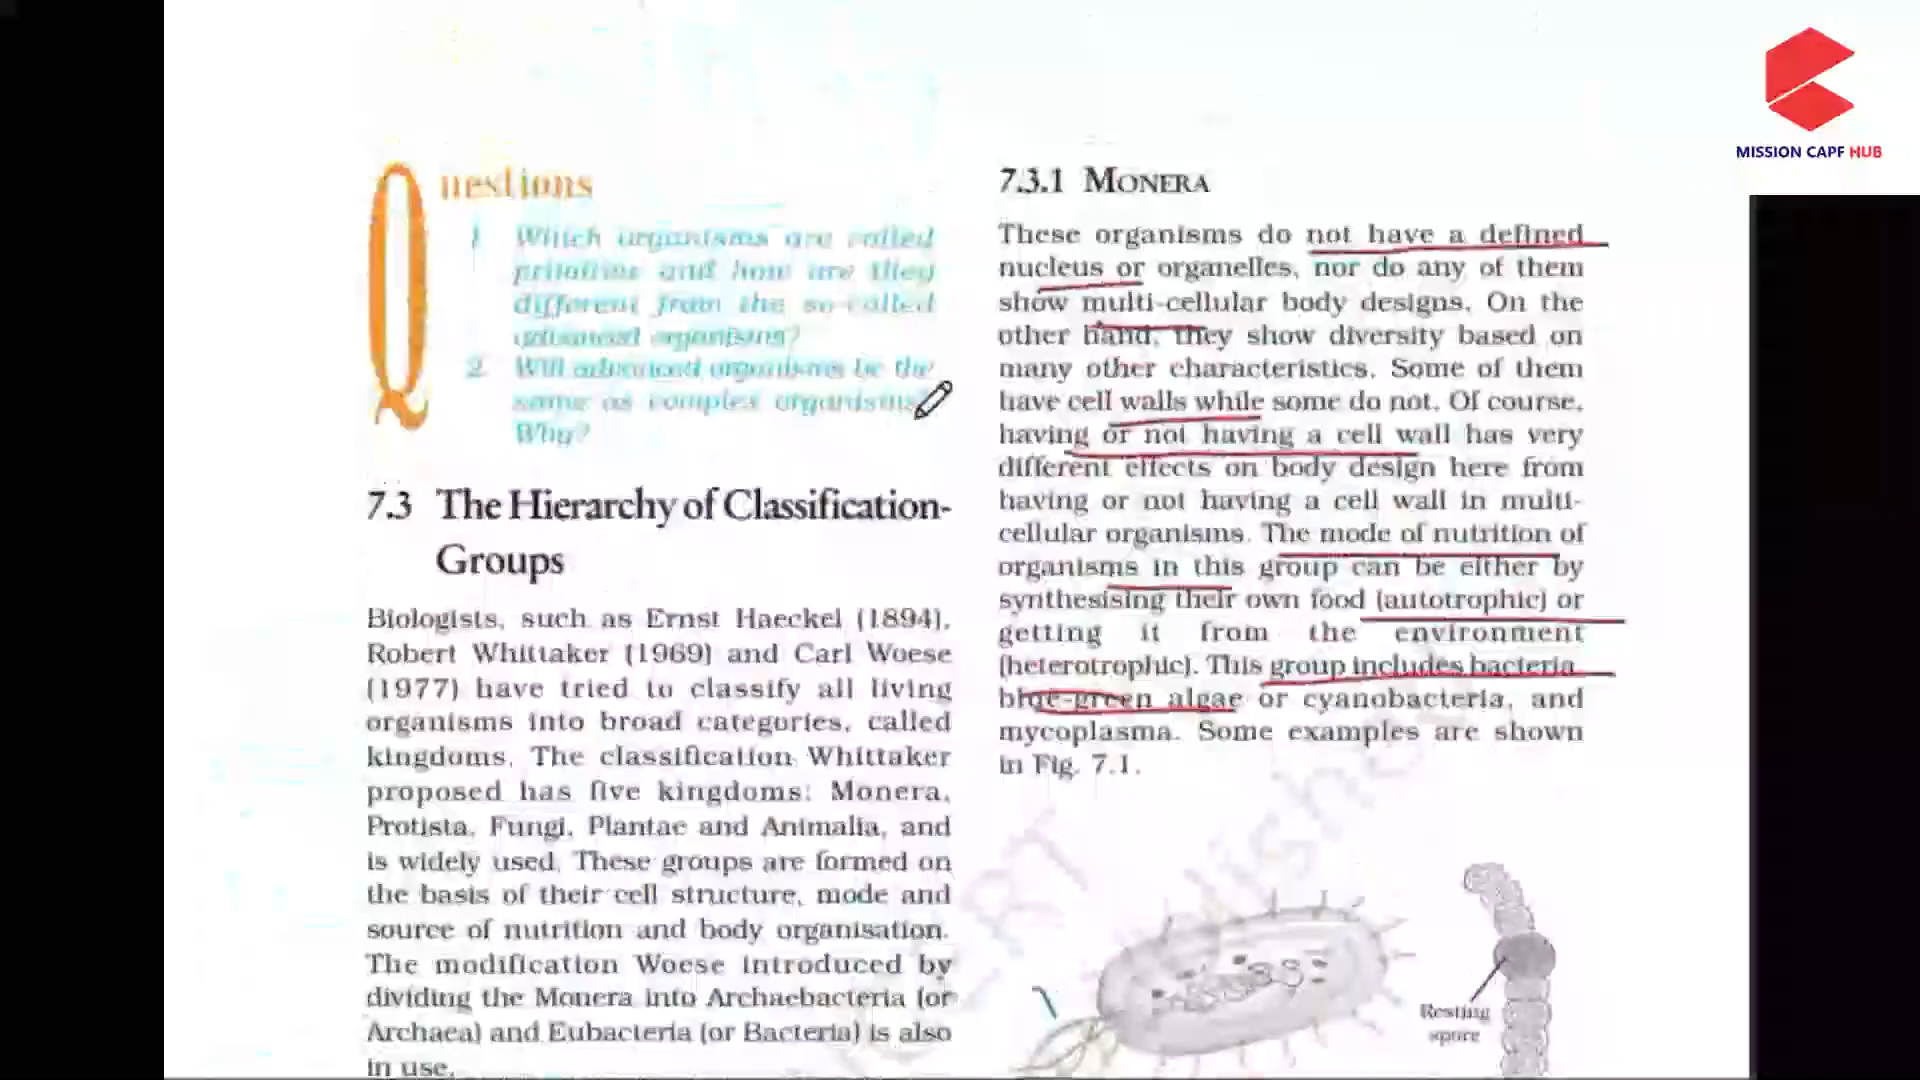 MISSION CAPF HUB
Questions
1. Which organisms are called
primitive and how are they
different from the so-called
advanced organisms?
2. Will advanced organisms be the
same as complex organisms?
Why?
7.3 The Hierarchy of Classification-
Groups
Biologists, such as Ernst Haeckel (1894),
Robert Whittaker (1969) and Carl Woese
(1977) have tried to classify all living
organisms into broad categories, called
kingdoms. The classification Whittaker
proposed has five kingdoms: Monera,
Protista, Fungi, Plantae and Animalia, and
is widely used. These groups are formed on
the basis of their cell structure, mode and
source of nutrition and body organisation.
The modification Woese introduced by
dividing the Monera into Archaebacteria (or
Archaea) and Eubacteria (or Bacteria) is also
in use.
7.3.1 MONERA
These organisms do not have a defined
nucleus or organelles, nor do any of them
show multi-cellular body designs. On the
other hand, they show diversity based on
many other characteristics. Some of them
have cell walls while some do not. Of course,
having or not having a cell wall has very
different effects on body design here from
having or not having a cell wall in multi-
cellular organisms. The mode of nutrition of
organisms in this group can be either by
synthesising their own food (autotrophic) or
getting it from the environment
(heterotrophic). This group includes bacteria
blue-green algae or cyanobacteria, and
mycoplasma. Some examples are shown
in Fig. 7.1.
Resting
spore